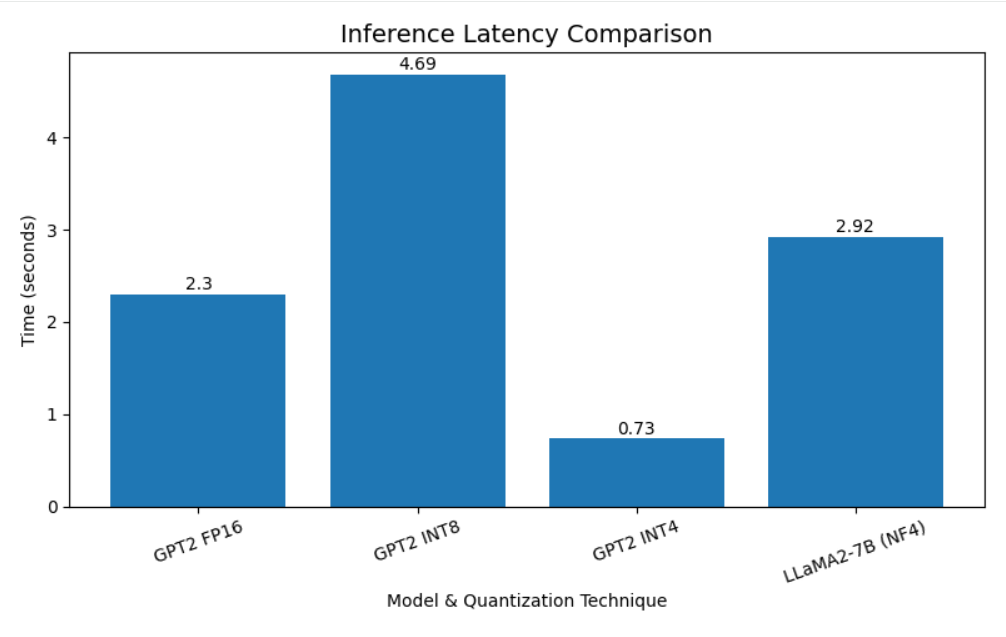 Inference Latency Comparison
4.69
2.3
0.73
2.92
Time (seconds)
4
3
2
1
0
GPT2 FP16
GPT2 INT8
GPT2 INT4
LLaMA2-7B (NF4)
Model & Quantization Technique